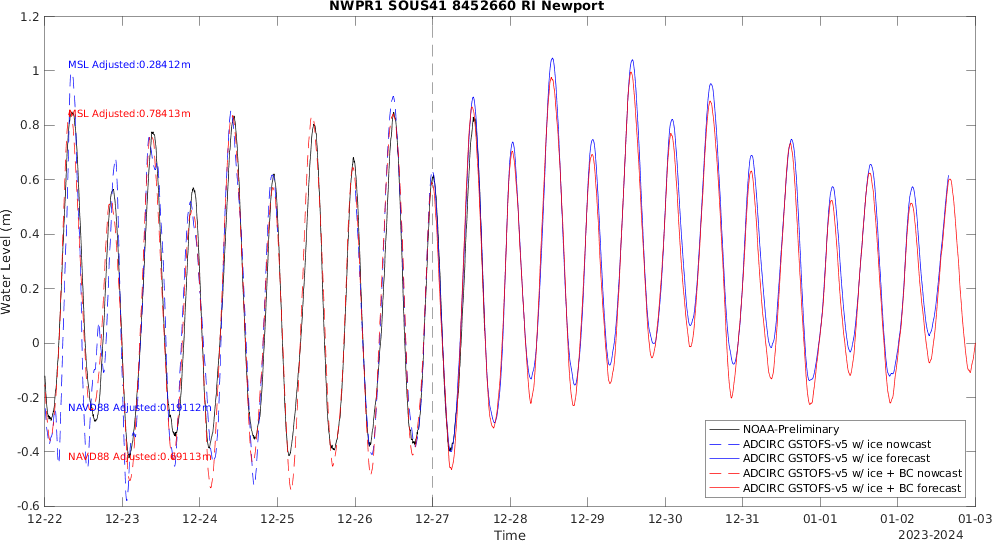 NWPR1 SOUS41 8452660 RI Newport
1.2
1
0.8
0.6
0.4
0.2
0
-0.2
-0.4
-0.6
Water Level (m)
MSL Adjusted:0.28412m
MSL Adjusted:0.78413m
NAVD88 Adjusted:0.19112m
NAVD88 Adjusted:0.69113m
NOAA-Preliminary
ADCIRC GSTOFS-v5 w/ ice nowcast
ADCIRC GSTOFS-v5 w/ ice forecast
ADCIRC GSTOFS-v5 w/ ice + BC nowcast
ADCIRC GSTOFS-v5 w/ ice + BC forecast
12-22 12-23 12-24 12-25 12-26 12-27 12-28 12-29 12-30 12-31 01-01 01-02 01-03
Time
2023-2024